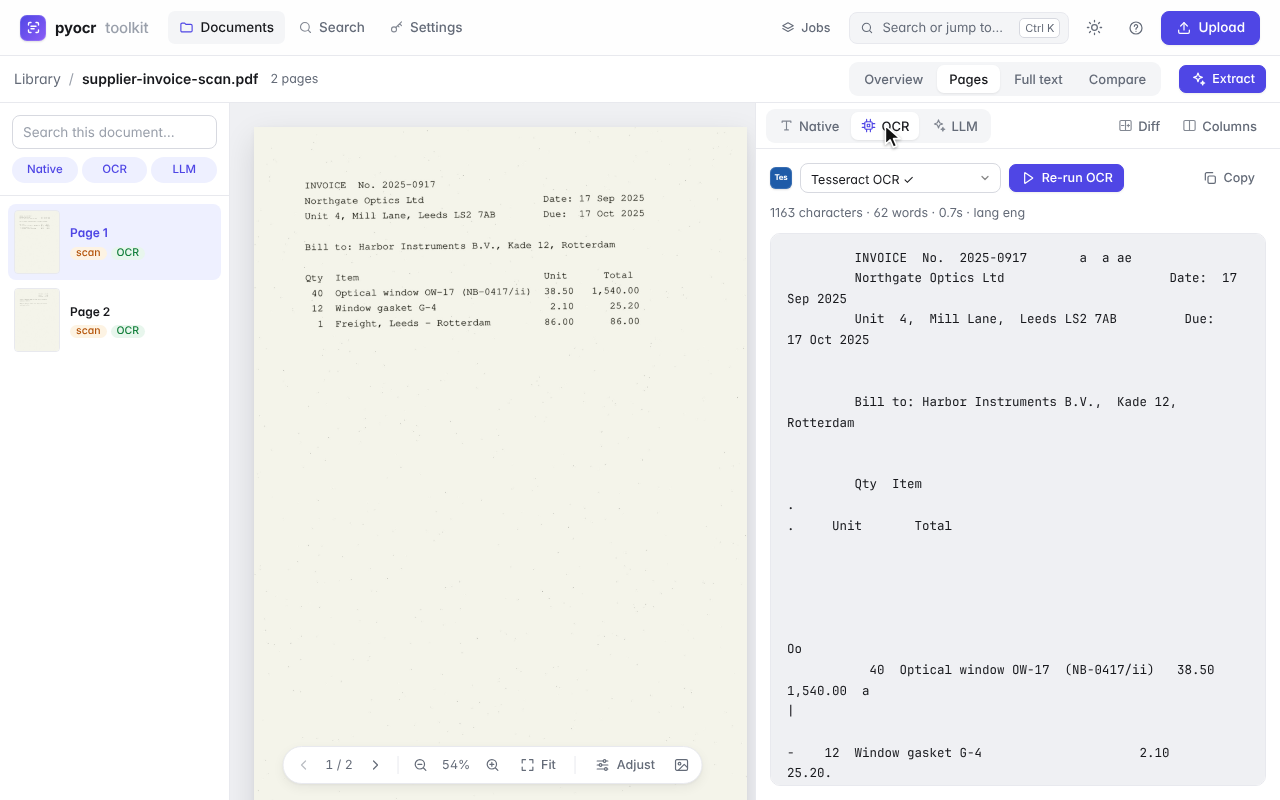 pyocr toolkit Documents Search Settings Jobs Search or jump to... Ctrl K Upload
Library / supplier-invoice-scan.pdf 2 pages Overview Pages Full text Compare Extract
Search this document...
Native OCR LLM
Page 1
scan OCR
Page 2
scan OCR
INVOICE No. 2025-0917
Northgate Optics Ltd Date: 17 Sep 2025
Unit 4, Mill Lane, Leeds LS2 7AB Due: 17 Oct 2025
Bill to: Harbor Instruments B.V., Kade 12, Rotterdam
Qty Item Unit Total
40 Optical window OW-17 (NB-0417/ii) 38.50 1,540.00
12 Window gasket G-4 2.10 25.20
1 Freight, Leeds - Rotterdam 86.00 86.00
1 / 2 54% Fit Adjust
Native OCR LLM Diff Columns
Tes Tesseract OCR ✓ Re-run OCR Copy
1163 characters · 62 words · 0.7s · lang eng
INVOICE No. 2025-0917 a a ae
Northgate Optics Ltd Date: 17
Sep 2025
Unit 4, Mill Lane, Leeds LS2 7AB Due:
17 Oct 2025
Bill to: Harbor Instruments B.V., Kade 12,
Rotterdam
Qty Item
.
. Unit Total
Oo
40 Optical window OW-17 (NB-0417/ii) 38.50
1,540.00 a
|
- 12 Window gasket G-4 2.10
25.20.